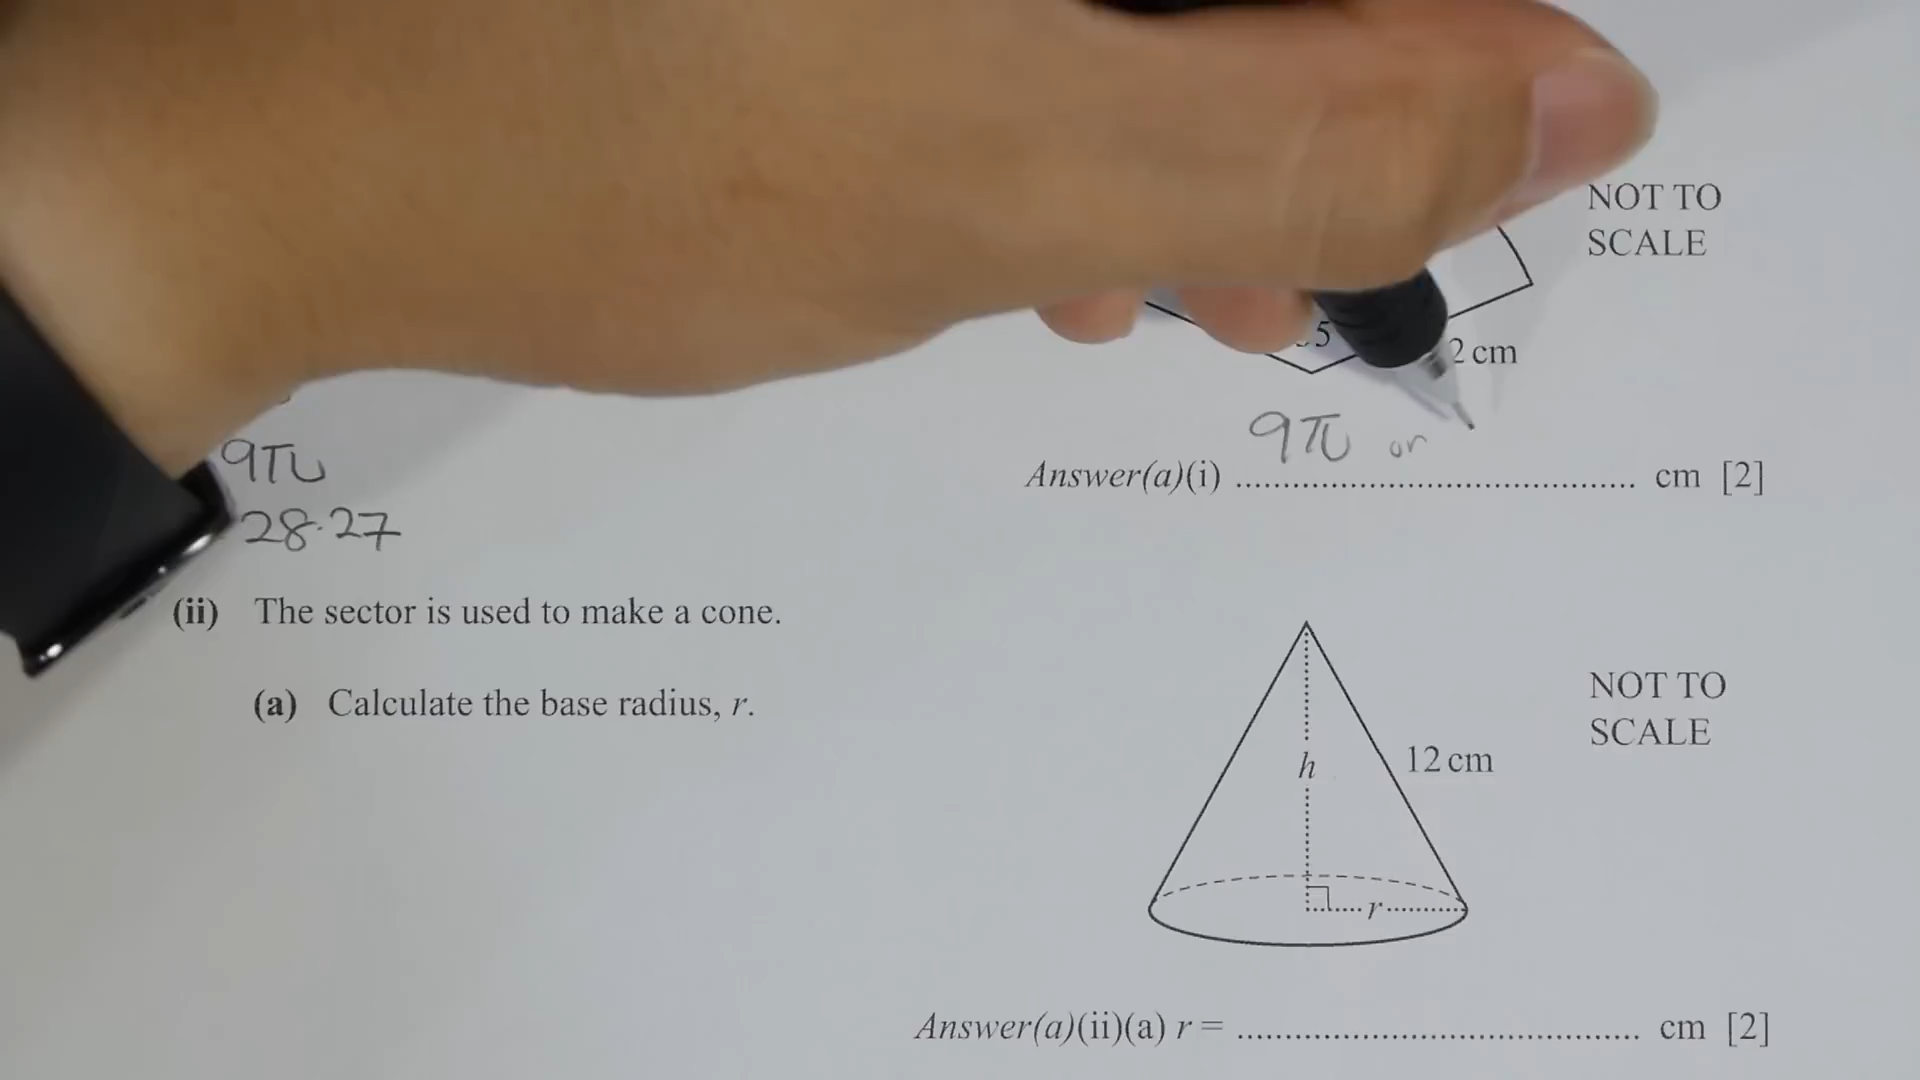 NOT TO
SCALE
2 cm
9π or
Answer(a)(i) ........................................ cm [2]
9π
28.27
(ii) The sector is used to make a cone.
(a) Calculate the base radius, r.
NOT TO
SCALE
12 cm
h
r
Answer(a)(ii)(a) r = ........................................ cm [2]